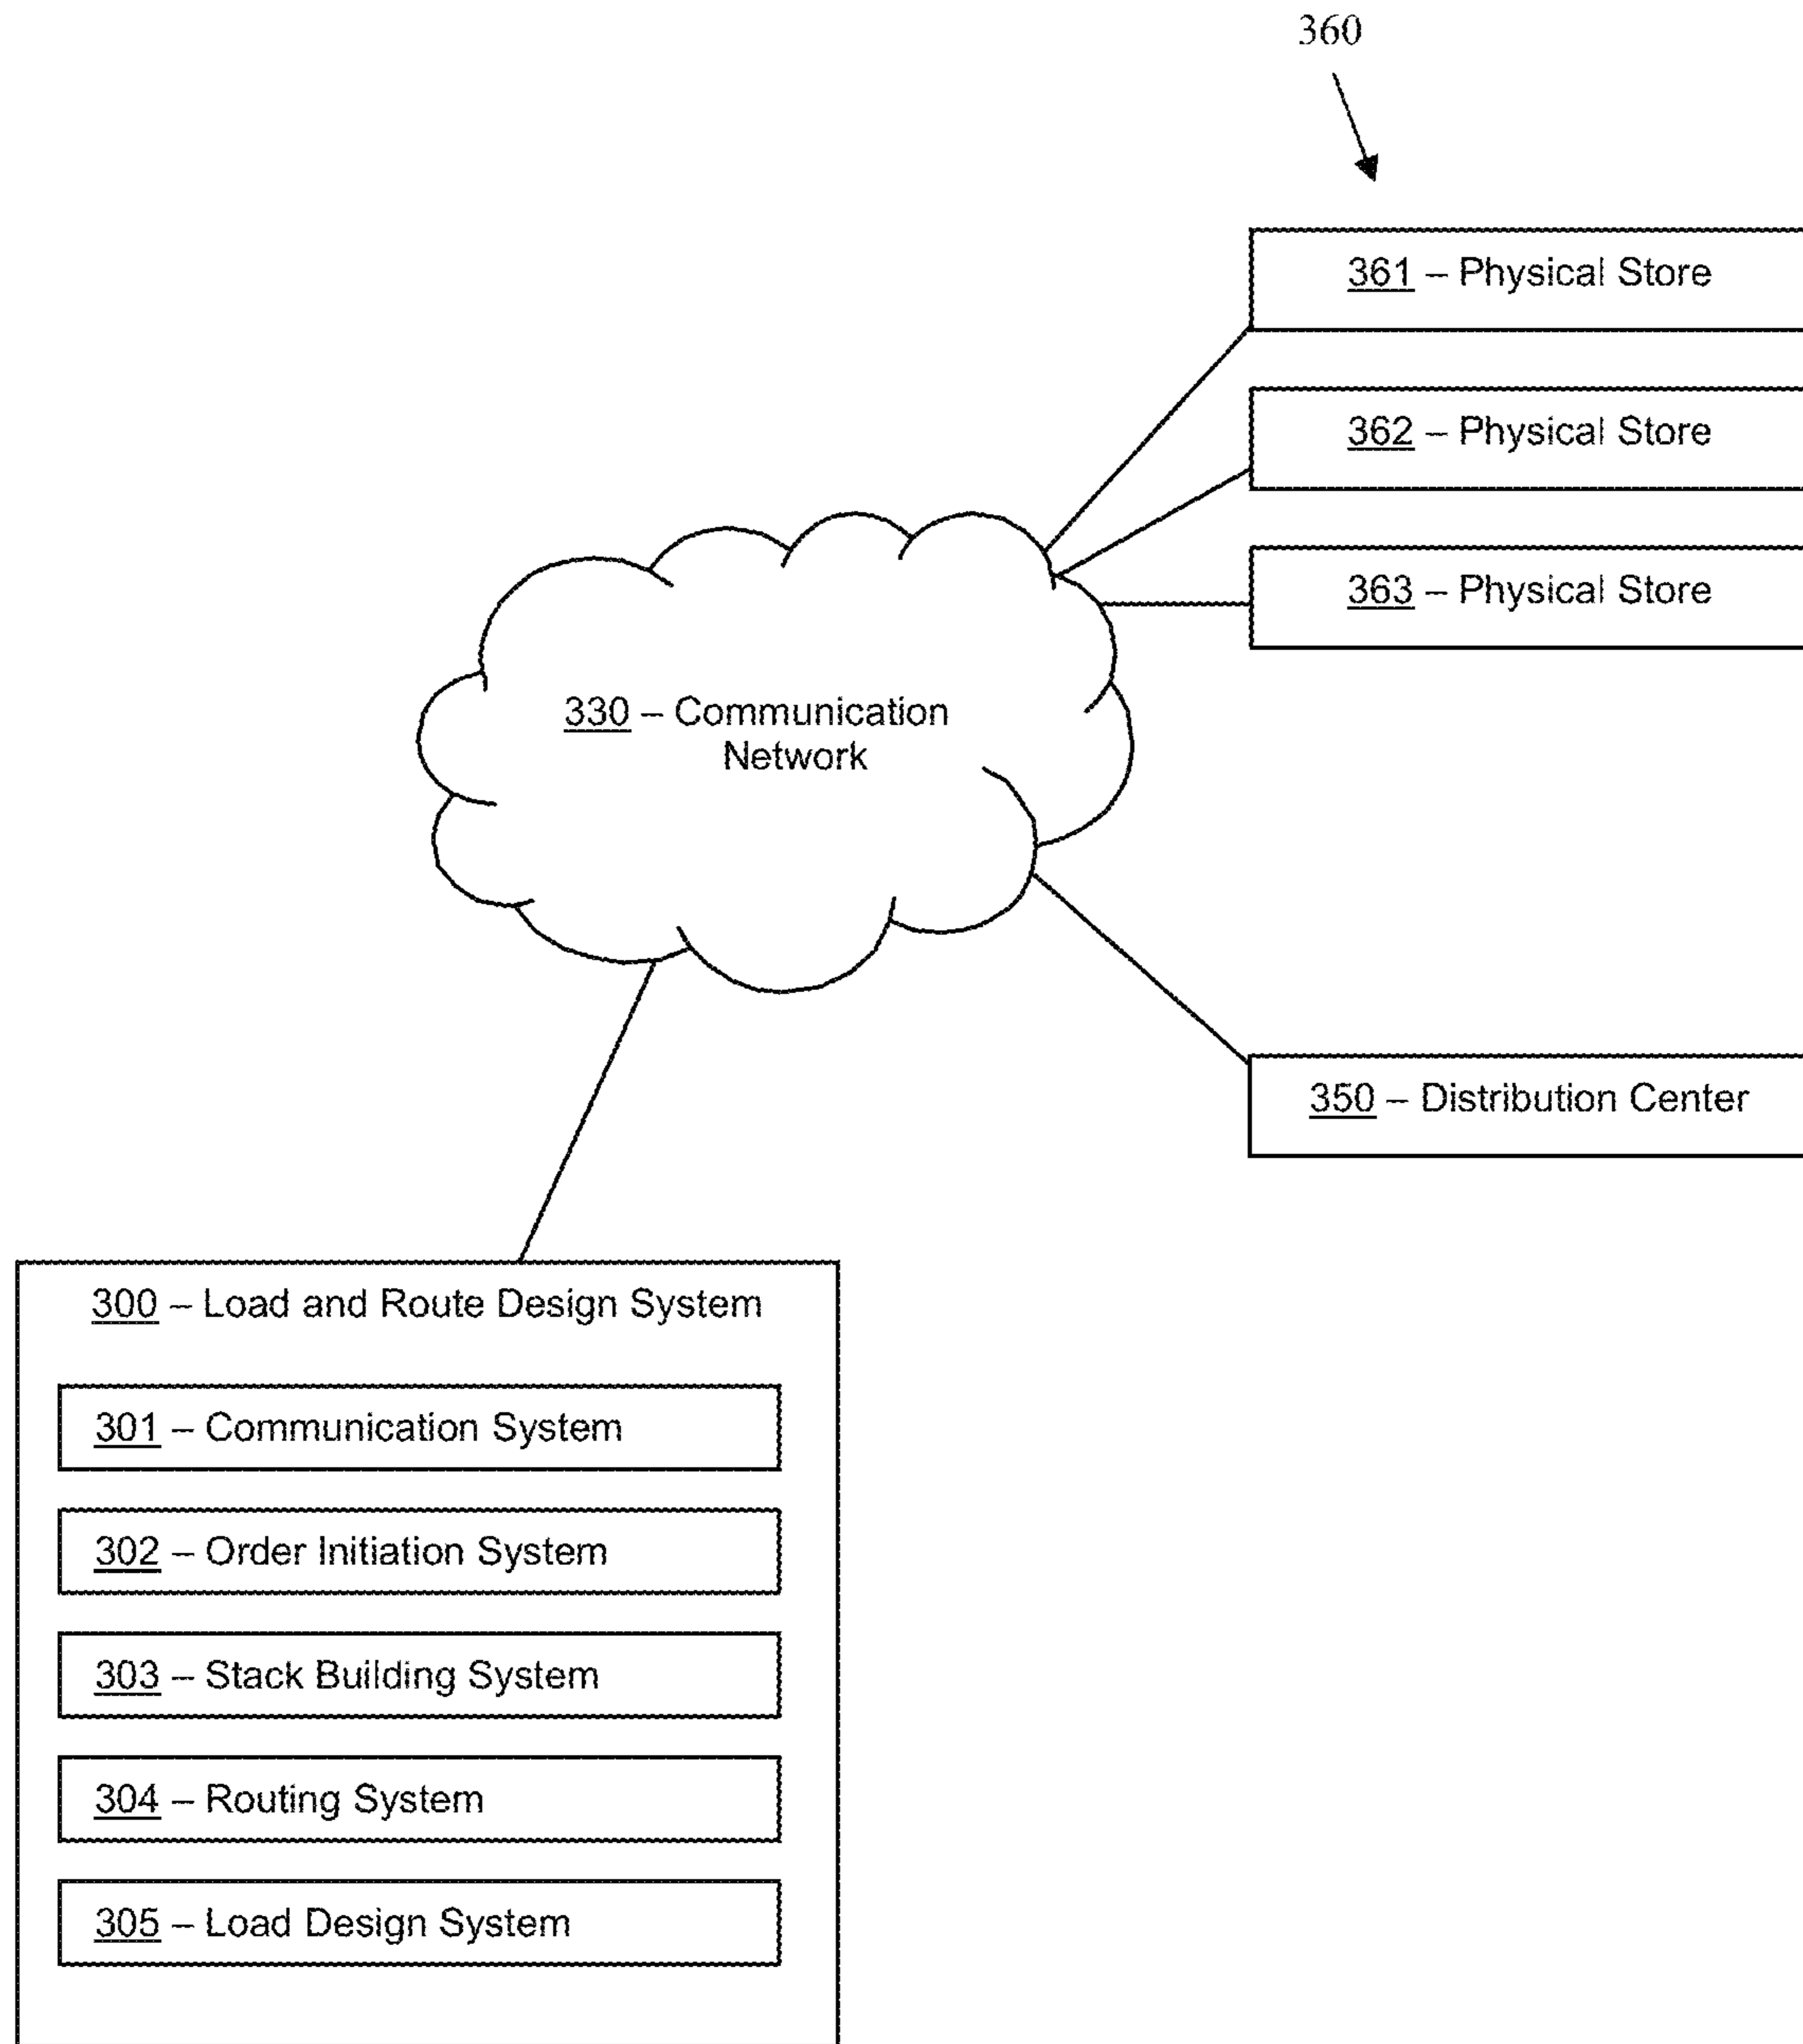 360
361 – Physical Store
362 – Physical Store
363 – Physical Store
330 – Communication
Network
350 – Distribution Center
300 – Load and Route Design System
301 – Communication System
302 – Order Initiation System
303 – Stack Building System
304 – Routing System
305 – Load Design System